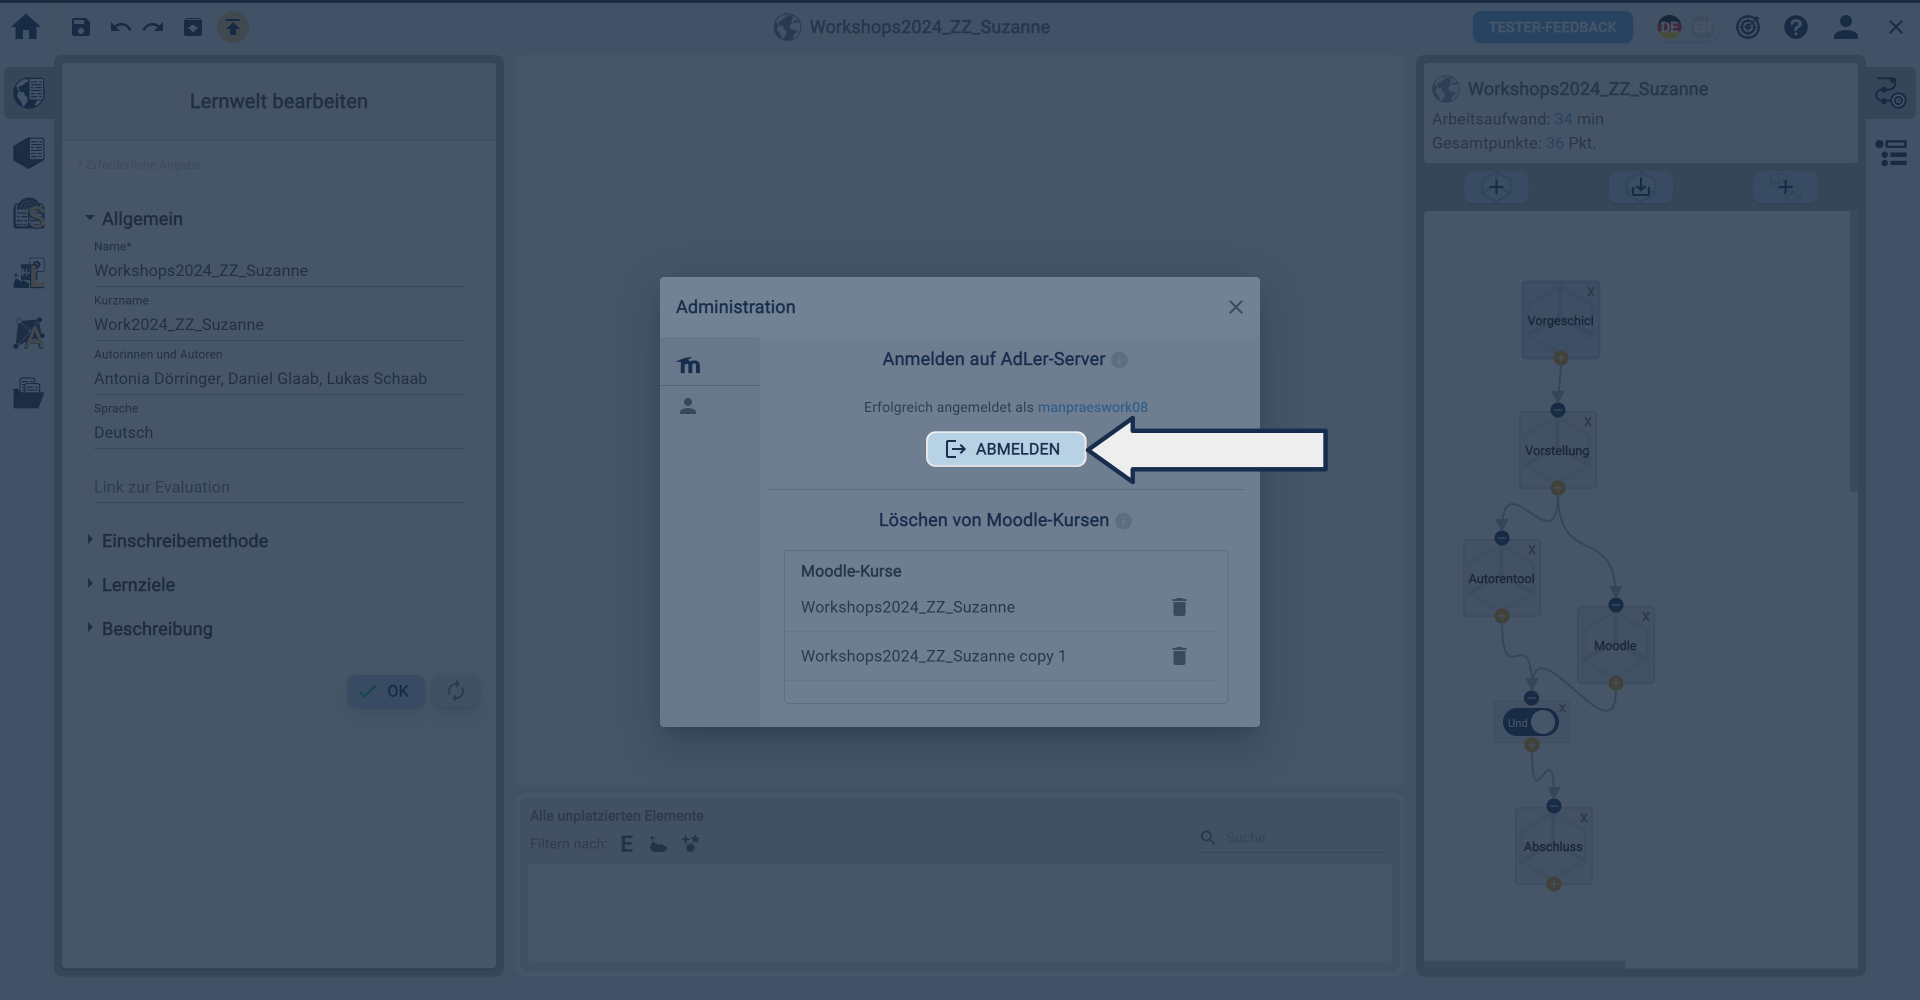 Workshops2024_ZZ_Suzanne
TESTER-FEEDBACK
DE
EN
Lernwelt bearbeiten
* Erforderliche Angabe
Allgemein
Name*
Workshops2024_ZZ_Suzanne
Kurzname
Work2024_ZZ_Suzanne
Autorinnen und Autoren
Antonia Dörringer, Daniel Glaab, Lukas Schaab
Sprache
Deutsch
Link zur Evaluation
Einschreibemethode
Lernziele
Beschreibung
OK
Administration
Anmelden auf AdLer-Server
Erfolgreich angemeldet als manpraeswork08
ABMELDEN
Löschen von Moodle-Kursen
Moodle-Kurse
Workshops2024_ZZ_Suzanne
Workshops2024_ZZ_Suzanne copy 1
Alle unplatzierten Elemente
Filtern nach: E
Suche
Workshops2024_ZZ_Suzanne
Arbeitsaufwand: 34 min
Gesamtpunkte: 36 Pkt.
X
Vorgeschicl
X
Vorstellung
X
Autorentool
X
Moodle
X
Und
X
Abschluss